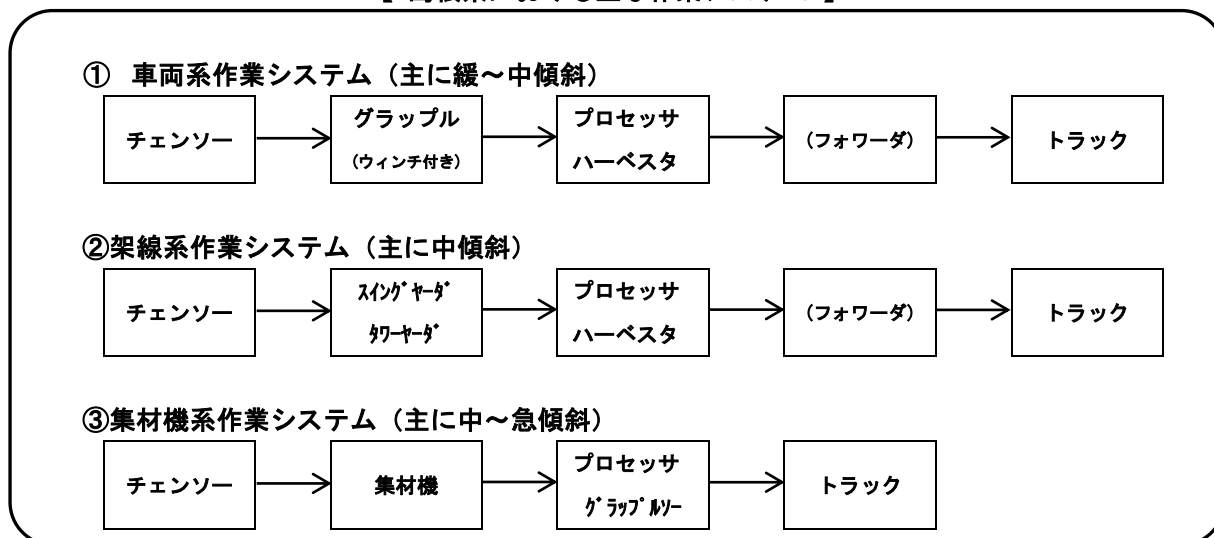 ① 車両系作業システム（主に緩～中傾斜）
チェンソー
グラップル
（ウィンチ付き）
プロセッサ
ハーベスタ
（フォワーダ）
トラック
②架線系作業システム（主に中傾斜）
チェンソー
ｽｲﾝｸﾞﾔｰﾀﾞ
ﾀﾜｰﾔｰﾀﾞ
プロセッサ
ハーベスタ
（フォワーダ）
トラック
③集材機系作業システム（主に中～急傾斜）
チェンソー
集材機
プロセッサ
ｸﾞﾗｯﾌﾟﾙｿｰ
トラック